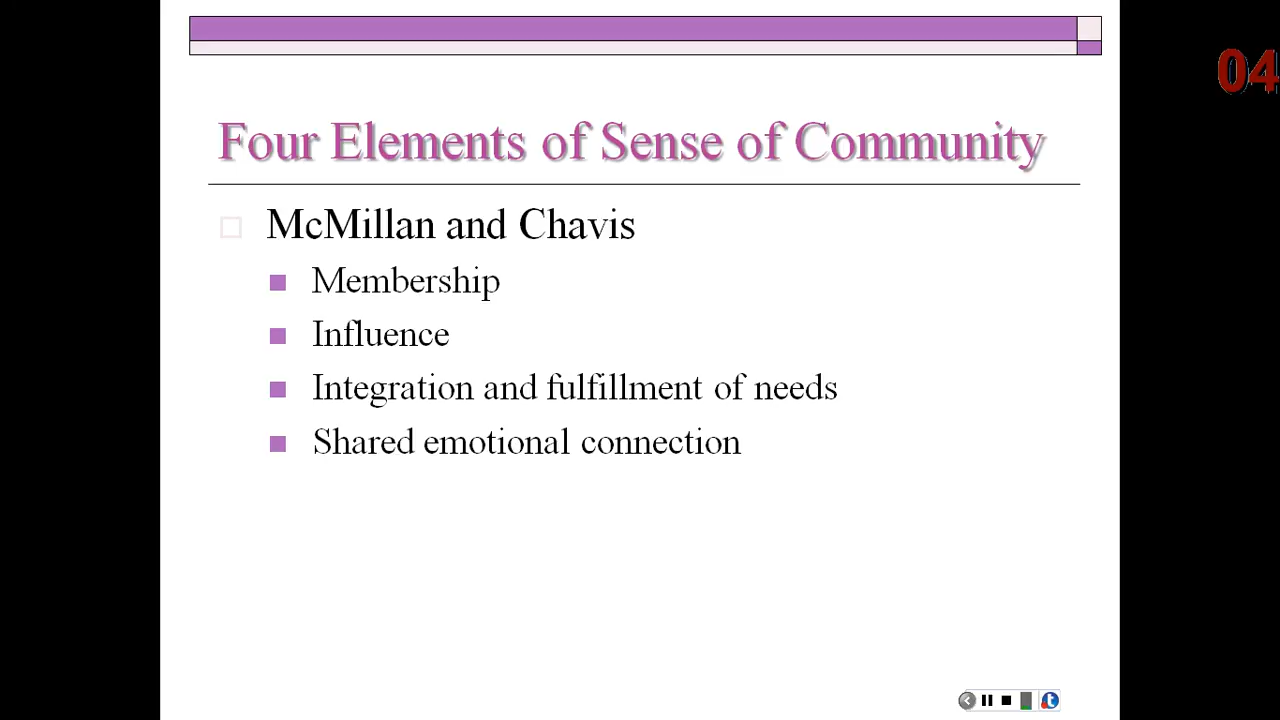 04
Four Elements of Sense of Community
McMillan and Chavis
Membership
Influence
Integration and fulfillment of needs
Shared emotional connection
t